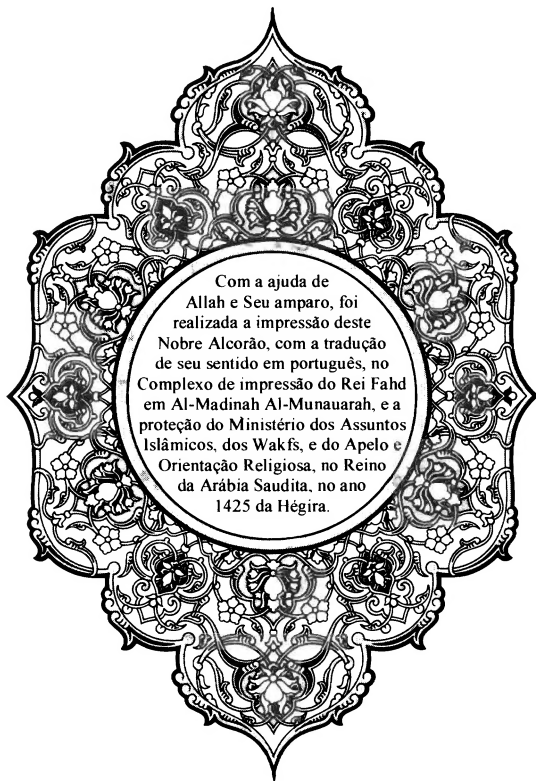 Com a ajuda de
Allah e Seu amparo, foi
realizada a impressão deste
Nobre Alcorão, com a tradução
de seu sentido em português, no
Complexo de impressão do Rei Fahd
em Al-Madinah Al-Munauarah, e a
proteção do Ministério dos Assuntos
Islâmicos, dos Wakfs, e do Apelo e
Orientação Religiosa, no Reino
da Arábia Saudita, no ano
1425 da Hégira.